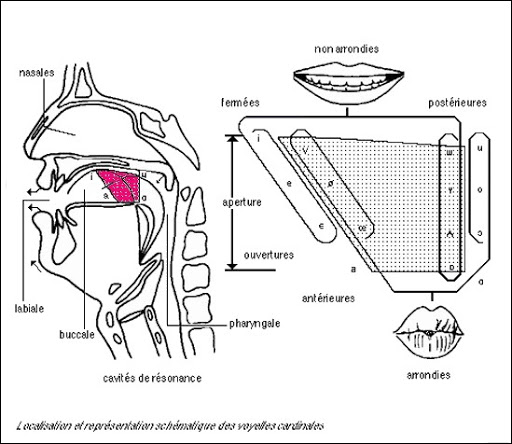 non arrondies
nasales
fermées
postérieures
i
u
a
ɑ
i
y
ɯ
u
e
ø
ɤ
o
aperture
ɛ
œ
ʌ
ɔ
ouvertures
a
ɑ
antérieures
labiale
buccale
pharyngale
cavités de résonance
arrondies
Localisation et représentation schématique des voyelles cardinales